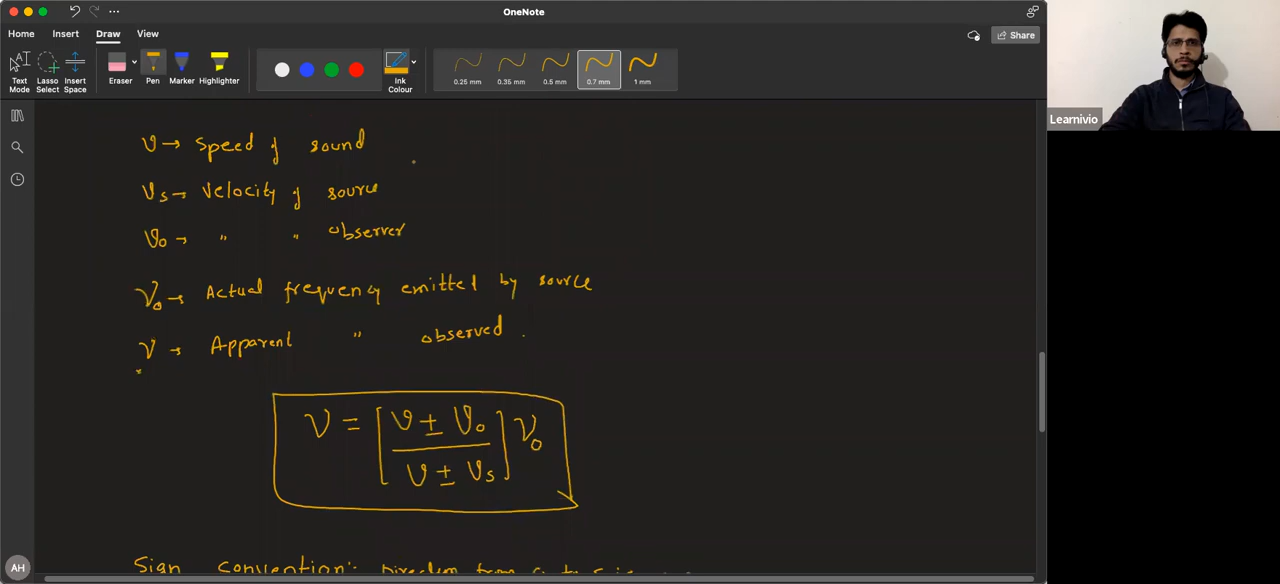 OneNote
Home Insert Draw View
Share
Text Mode
Lasso Select
Insert Space
Eraser
Pen
Marker
Highlighter
Ink Colour
0.25 mm
0.35 mm
0.5 mm
0.7 mm
1 mm
Learnivio
v → speed of sound
vs → velocity of source
v0 → " " observer
ν0 → Actual frequency emitted by source
ν → Apparent " observed.
ν = [v ± v0 / v ± vs] ν0
Sign convention: Direction from
AH